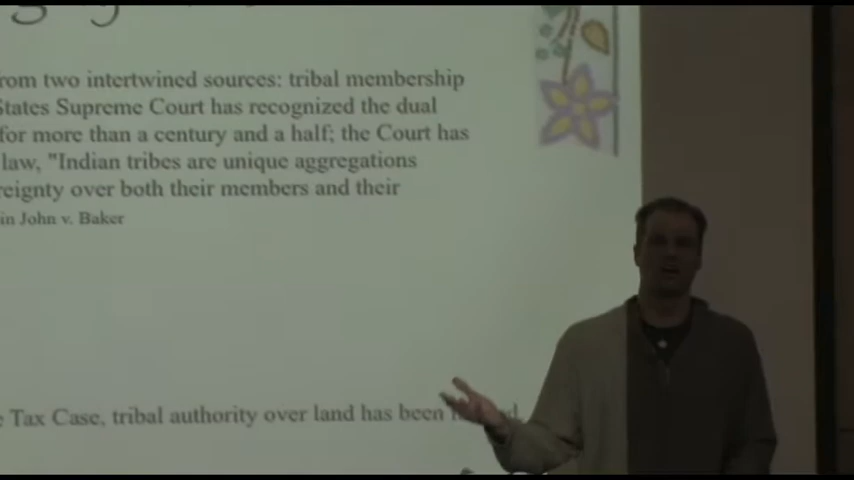 rom two intertwined sources: tribal membership
States Supreme Court has recognized the dual
for more than a century and a half; the Court has
law, "Indian tribes are unique aggregations
reignty over both their members and their
in John v. Baker
e Tax Case, tribal authority over land has been